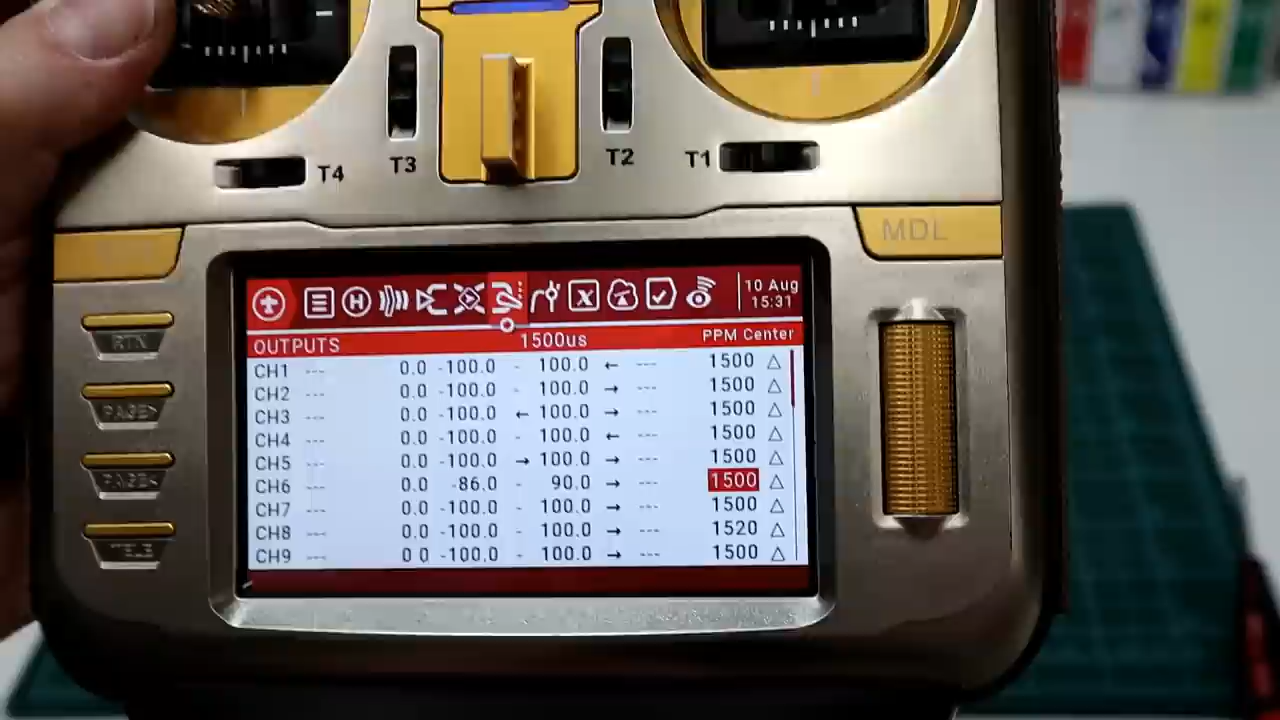 T4 T3 T2 T1
MDL
RTN
PAGE>
PAGE<
TELE
10 Aug
15:31
OUTPUTS 1500us PPM Center
CH1 --- 0.0 -100.0 - 100.0 ← --- 1500 △
CH2 --- 0.0 -100.0 - 100.0 → --- 1500 △
CH3 --- 0.0 -100.0 ← 100.0 → --- 1500 △
CH4 --- 0.0 -100.0 - 100.0 ← --- 1500 △
CH5 --- 0.0 -100.0 → 100.0 → --- 1500 △
CH6 --- 0.0 -86.0 - 90.0 → --- 1500 △
CH7 --- 0.0 -100.0 - 100.0 → --- 1500 △
CH8 --- 0.0 -100.0 - 100.0 → --- 1520 △
CH9 --- 0 0 -100.0 - 100.0 → --- 1500 △